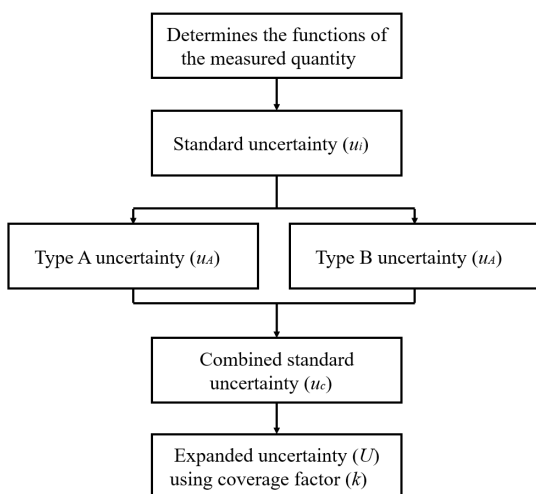 Determines the functions of
the measured quantity
Standard uncertainty (ui)
Type A uncertainty (uA)
Type B uncertainty (uA)
Combined standard
uncertainty (uc)
Expanded uncertainty (U)
using coverage factor (k)